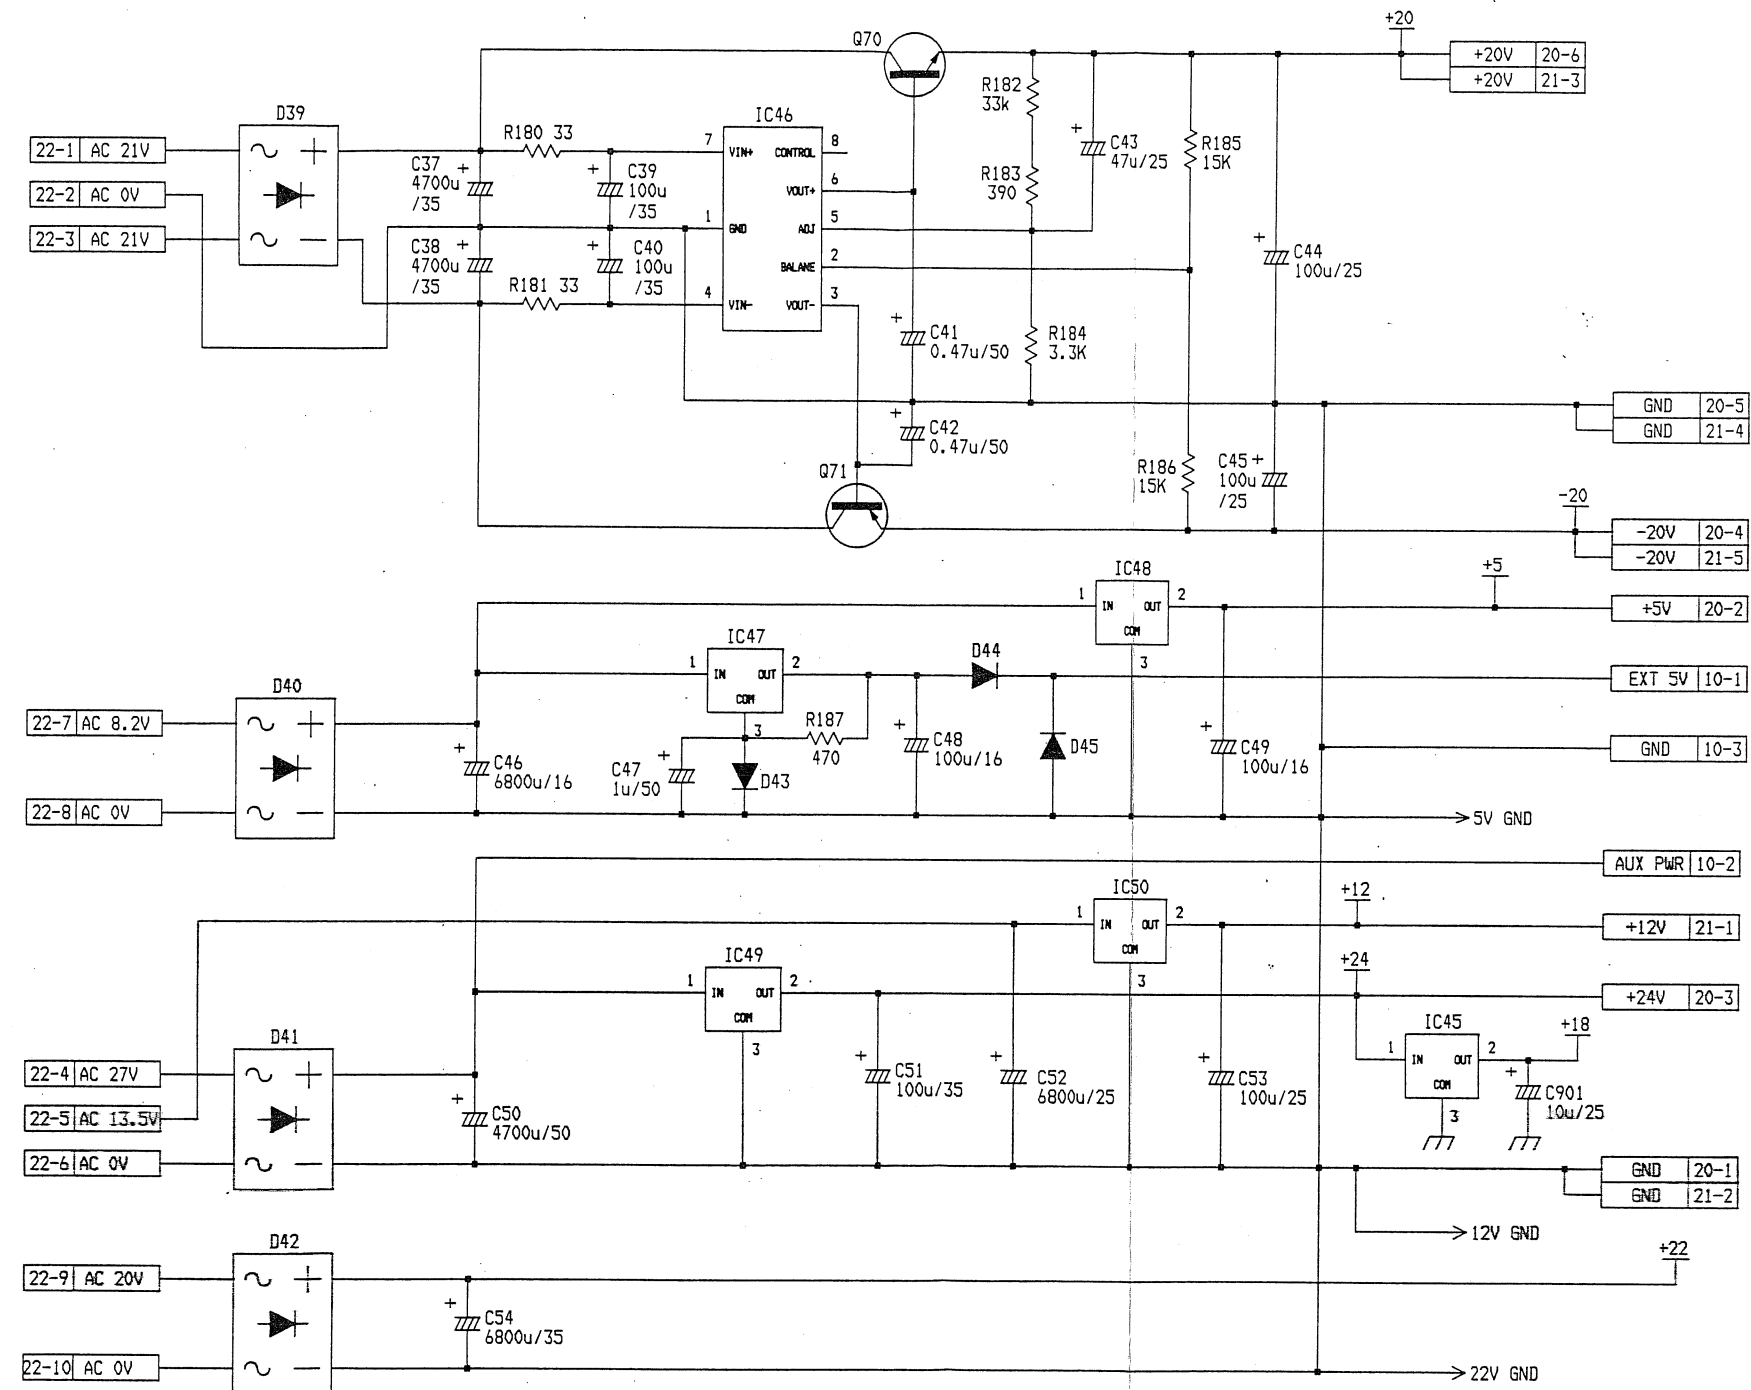 +20
Q70
+20V 20-6
+20V 21-3
R182
33k
D39
IC46
R180 33
22-1 AC 21V
C37
4700u
/35
C39
100u
/35
7 VIN+
CONTROL 8
VOUT+ 6
C43
47u/25
R185
15K
R183
390
22-2 AC 0V
1 GND
ADJ 5
22-3 AC 21V
C38
4700u
/35
C40
100u
/35
BALANE 2
C44
100u/25
R181 33
4 VIN-
VOUT- 3
C41
0.47u/50
R184
3.3K
GND 20-5
GND 21-4
C42
0.47u/50
Q71
R186
15K
C45
100u
/25
-20
-20V 20-4
-20V 21-5
IC48
+5
1 IN OUT 2
COM
3
+5V 20-2
IC47
1 IN OUT 2
COM
3
D44
EXT 5V 10-1
D40
22-7 AC 8.2V
R187
470
C46
6800u/16
C47
1u/50
D43
C48
100u/16
D45
C49
100u/16
GND 10-3
22-8 AC 0V
5V GND
AUX PWR 10-2
IC50
+12
1 IN OUT 2
COM
3
+12V 21-1
IC49
+24
1 IN OUT 2
COM
3
+24V 20-3
IC45
+18
1 IN OUT 2
COM
3
D41
22-4 AC 27V
C51
100u/35
C52
6800u/25
C53
100u/25
C901
10u/25
22-5 AC 13.5V
C50
4700u/50
22-6 AC 0V
GND 20-1
GND 21-2
12V GND
D42
+22
22-9 AC 20V
C54
6800u/35
22-10 AC 0V
22V GND